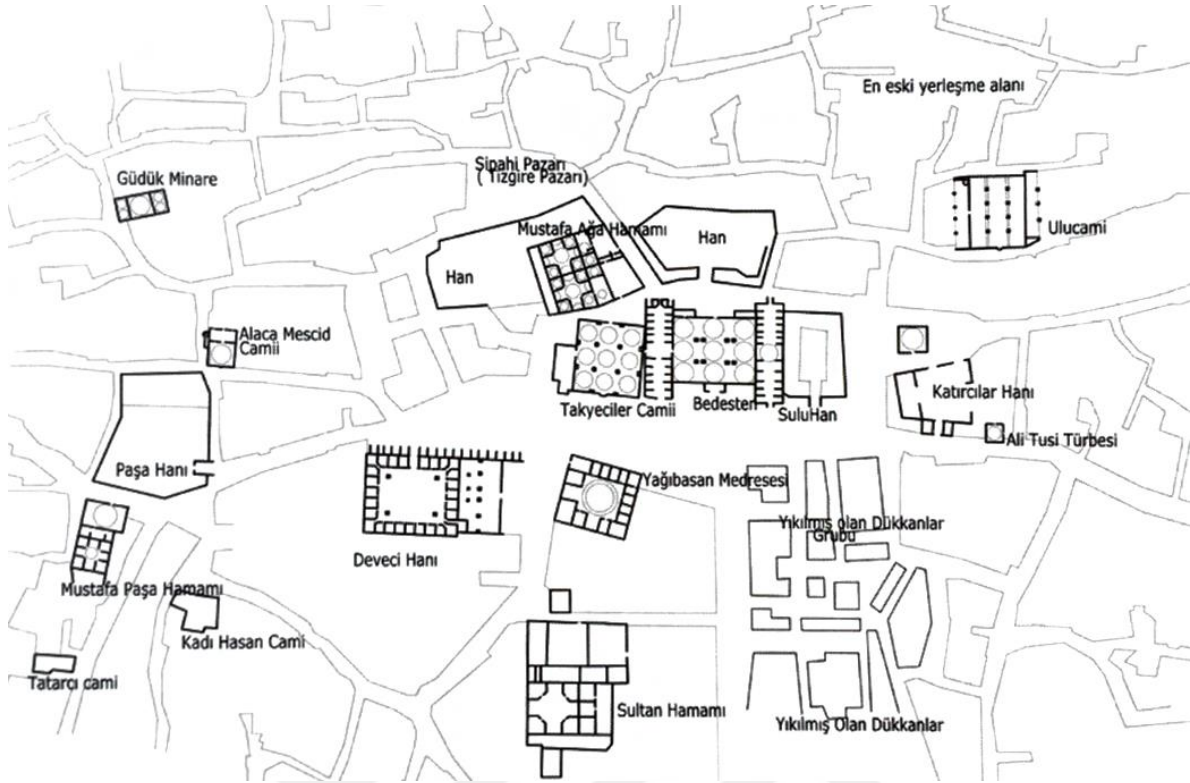 En eski yerleşme alanı
Sipahi Pazarı
( Tizgire Pazarı)
Güdük Minare
Mustafa Ağa Hamamı
Han
Ulucami
Han
Alaca Mescid
Camii
Takyeciler Camii
Bedesten
SuluHan
Katırcılar Hanı
Ali Tusi Türbesi
Paşa Hanı
Yağıbasan Medresesi
Yıkılmış olan Dükkanlar
Grubu
Deveci Hanı
Mustafa Paşa Hamamı
Kadı Hasan Cami
Tatarcı cami
Sultan Hamamı
Yıkılmış Olan Dükkanlar